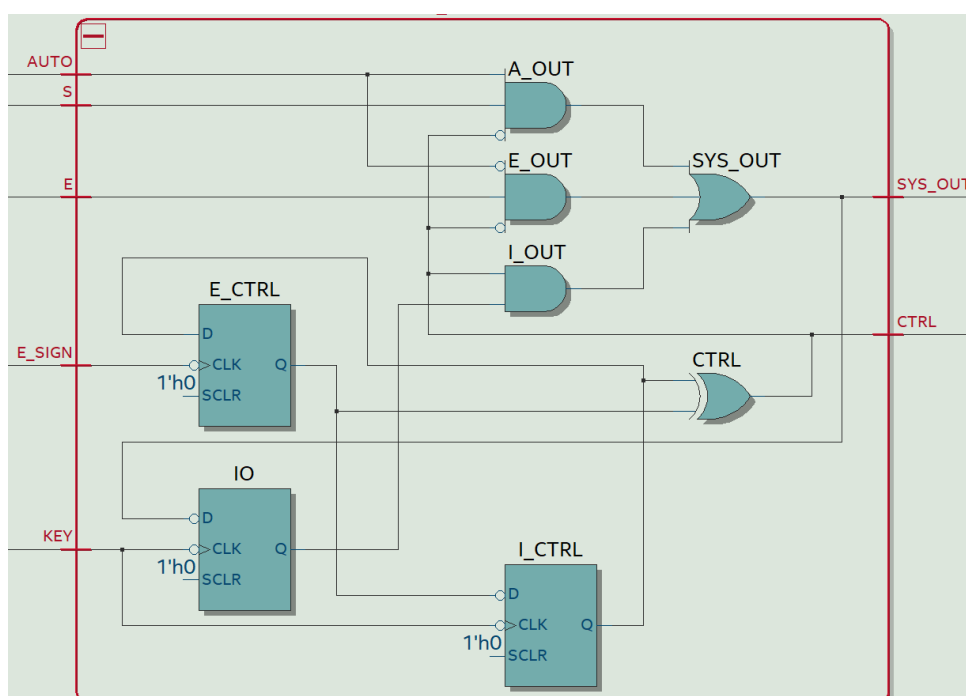 AUTO
A_OUT
S
E_OUT
SYS_OUT
E
SYS_OUT
I_OUT
E_CTRL
CTRL
D
E_SIGN
CLK
Q
CTRL
1'h0
SCLR
IO
D
KEY
CLK
Q
I_CTRL
1'h0
SCLR
D
CLK
Q
1'h0
SCLR